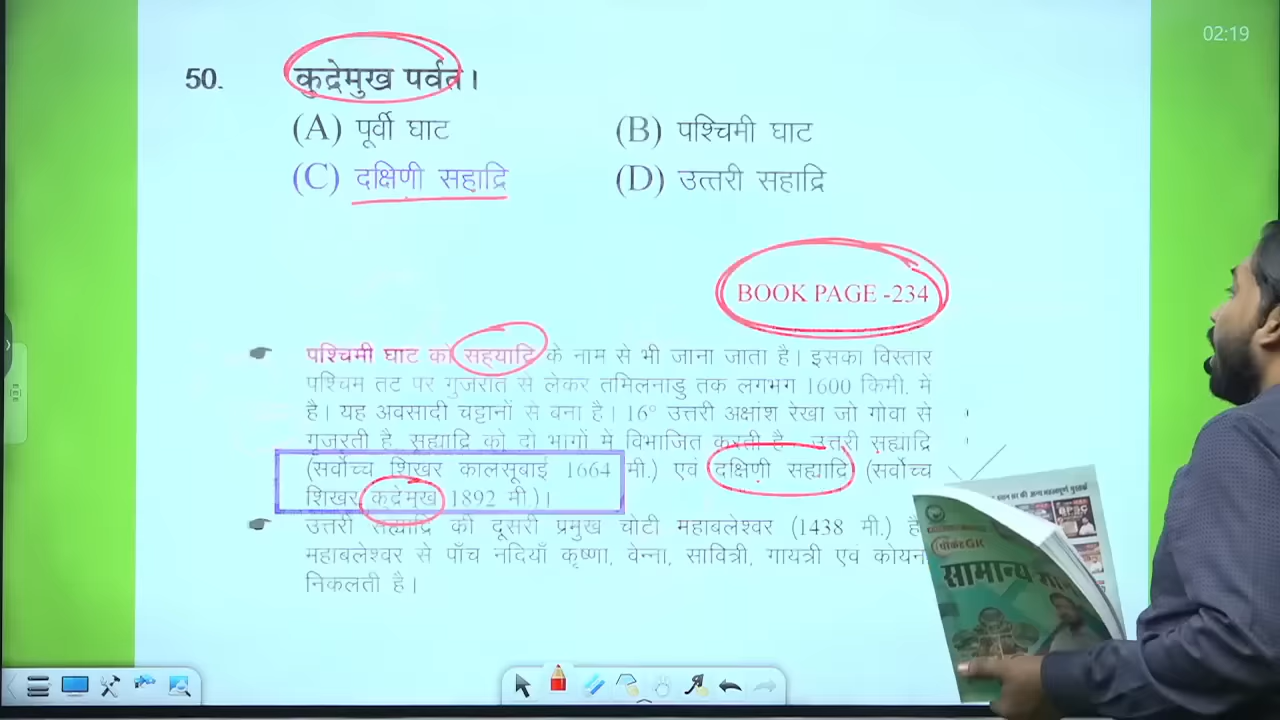 02:19
50. कुद्रेमुख पर्वत।
(A) पूर्वी घाट (B) पश्चिमी घाट
(C) दक्षिणी सहाद्रि (D) उत्तरी सहाद्रि
BOOK PAGE -234
पश्चिमी घाट को सहयाद्रि के नाम से भी जाना जाता है। इसका विस्तार
पश्चिम तट पर गुजरात से लेकर तमिलनाडु तक लगभग 1600 किमी. में
है। यह अवसादी चट्टानों से बना है। 16° उत्तरी अक्षांश रेखा जो गोवा से
गुजरती है, सह्याद्रि को दो भागों में विभाजित करती है- उत्तरी सह्याद्रि
(सर्वोच्च शिखर कालसूबाई 1664 मी.) एवं दक्षिणी सह्याद्रि (सर्वोच्च
शिखर कुद्रेमुख 1892 मी)।
उत्तरी सह्याद्रि की दूसरी प्रमुख चोटी महाबलेश्वर (1438 मी.) है
महाबलेश्वर से पाँच नदियाँ कृष्णा, वेन्ना, सावित्री, गायत्री एवं कोयन
निकलती है।
GK
सामान्य
BPSC